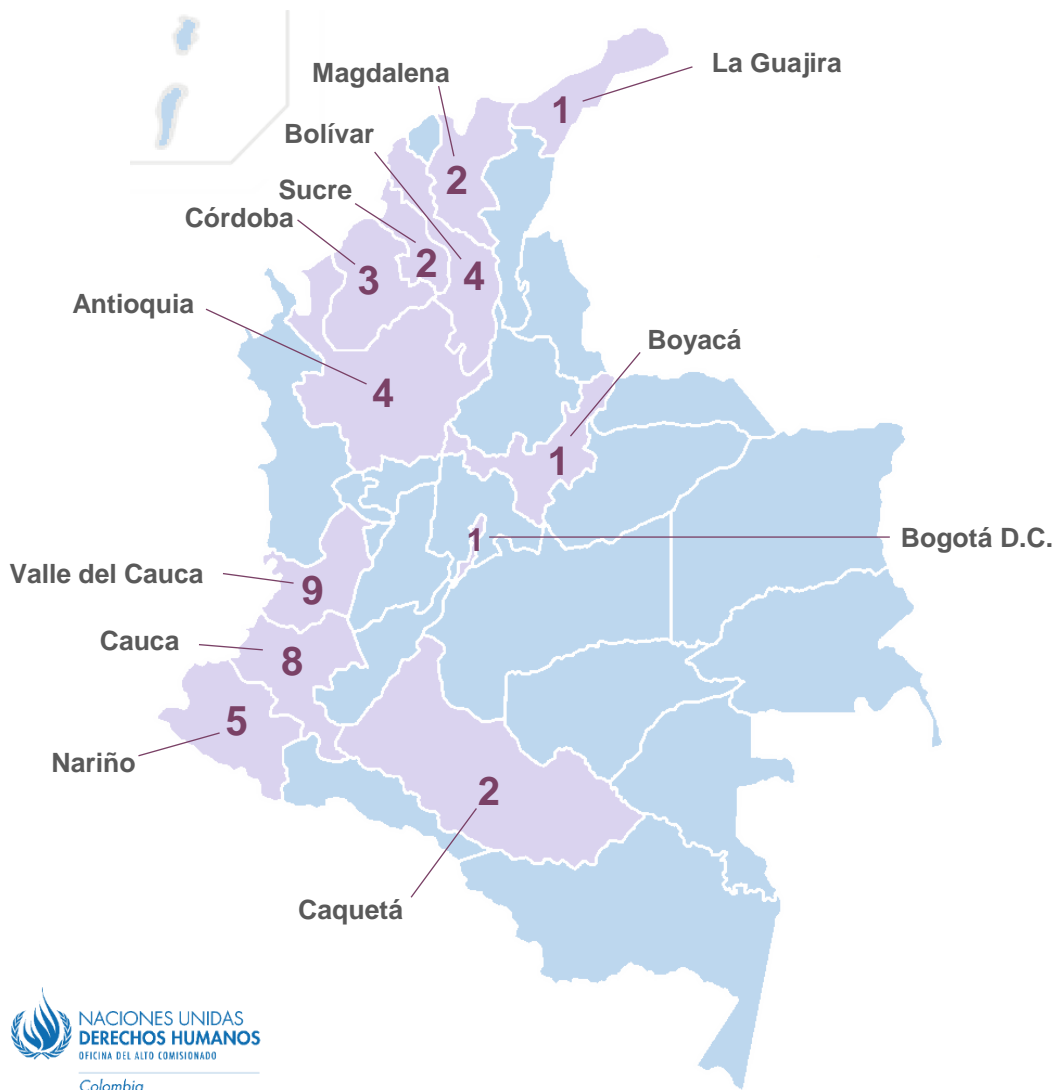 La Guajira
1
Magdalena
2
Bolívar
4
Sucre
2
Córdoba
3
Antioquia
4
Boyacá
1
Bogotá D.C.
1
Valle del Cauca
9
Cauca
8
Nariño
5
Caquetá
2
NACIONES UNIDAS
DERECHOS HUMANOS
OFICINA DEL ALTO COMISIONADO
Colombia